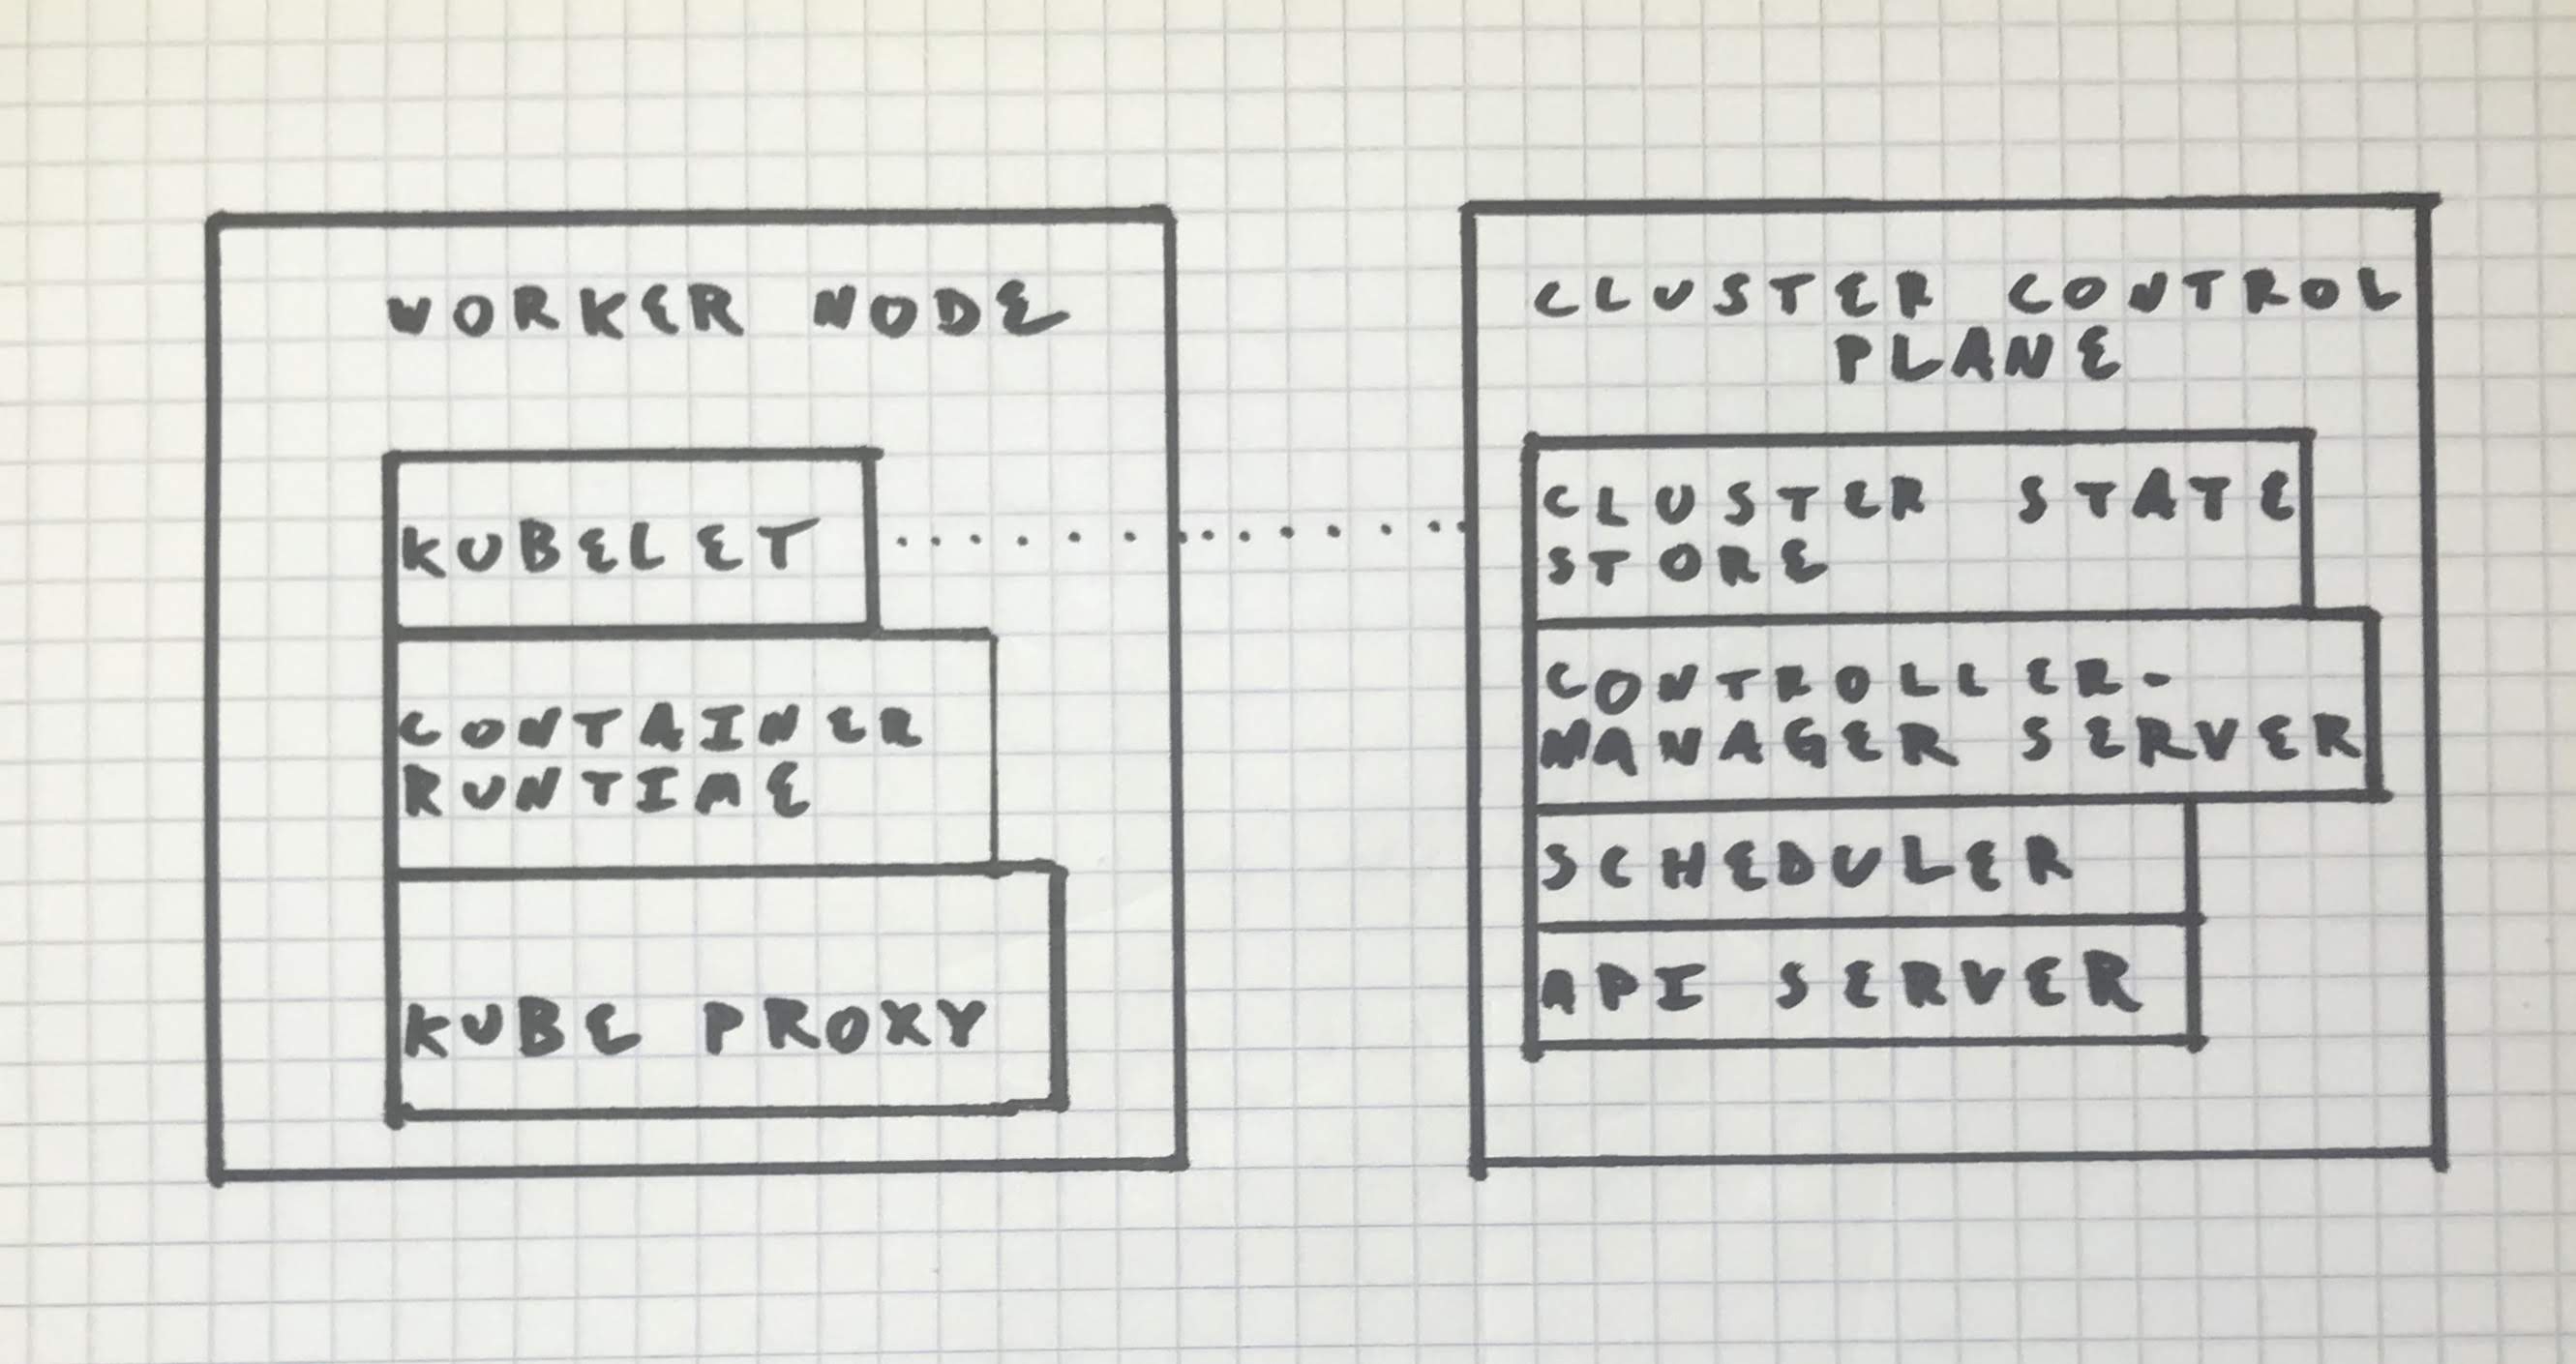 WORKER NODE
KUBELET
CONTAINER
RUNTIME
KUBE PROXY
CLUSTER CONTROL
PLANE
CLUSTER STATE
STORE
CONTROLLER-
MANAGER SERVER
SCHEDULER
API SERVER